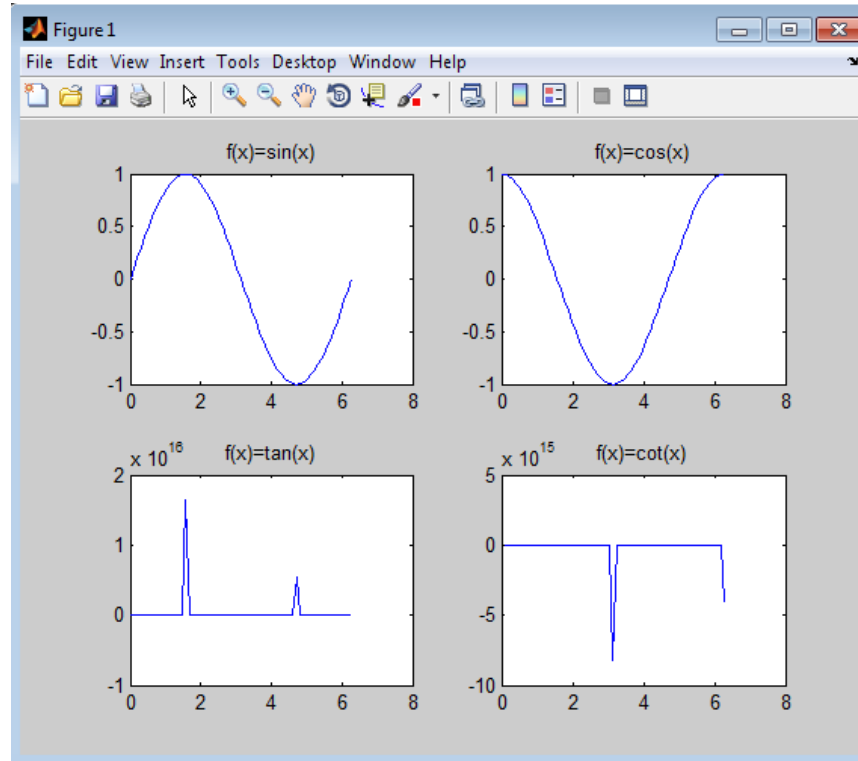 Figure 1
File Edit View Insert Tools Desktop Window Help
f(x)=sin(x)
1
0.5
0
-0.5
-1
0 2 4 6 8
f(x)=cos(x)
1
0.5
0
-0.5
-1
0 2 4 6 8
x 10^16
f(x)=tan(x)
2
1
0
-1
0 2 4 6 8
x 10^15
f(x)=cot(x)
5
0
-5
-10
0 2 4 6 8